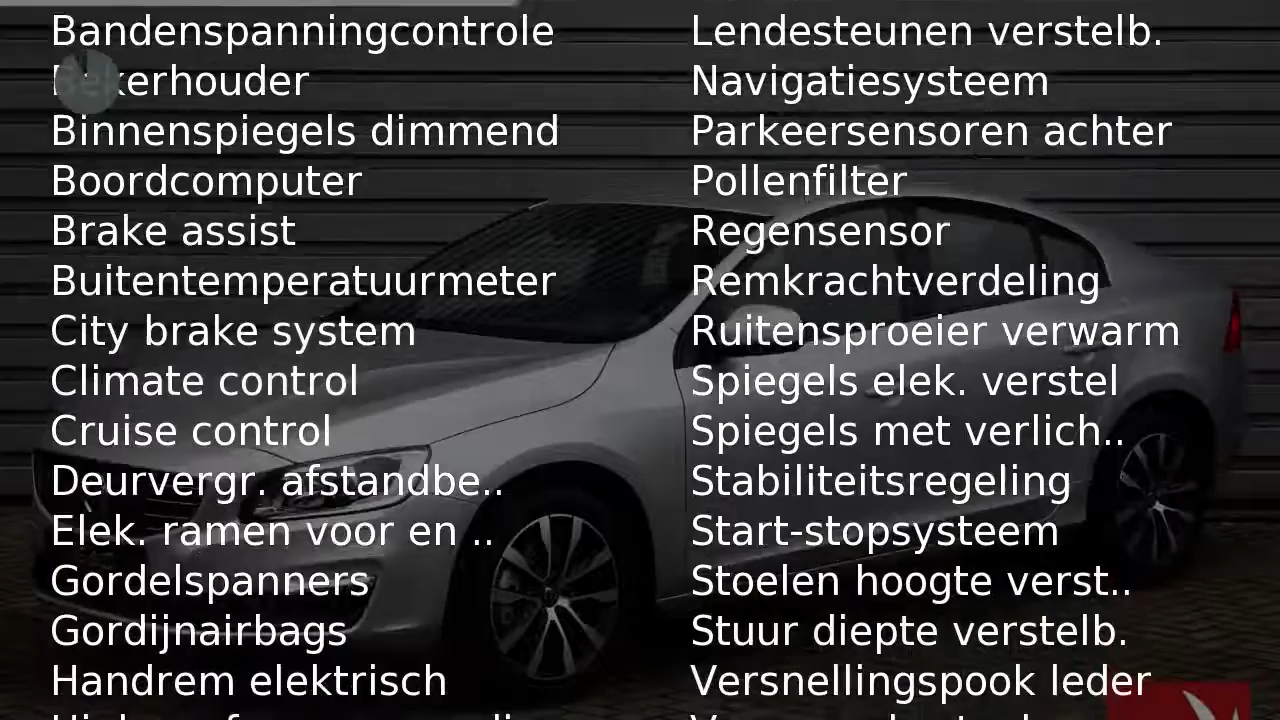 Bandenspanningcontrole
Bekerhouder
Binnenspiegels dimmend
Boordcomputer
Brake assist
Buitentemperatuurmeter
City brake system
Climate control
Cruise control
Deurvergr. afstandbe..
Elek. ramen voor en ..
Gordelspanners
Gordijnairbags
Handrem elektrisch
Lendesteunen verstelb.
Navigatiesysteem
Parkeersensoren achter
Pollenfilter
Regensensor
Remkrachtverdeling
Ruitensproeier verwarm
Spiegels elek. verstel
Spiegels met verlich..
Stabiliteitsregeling
Start-stopsysteem
Stoelen hoogte verst..
Stuur diepte verstelb.
Versnellingspook leder